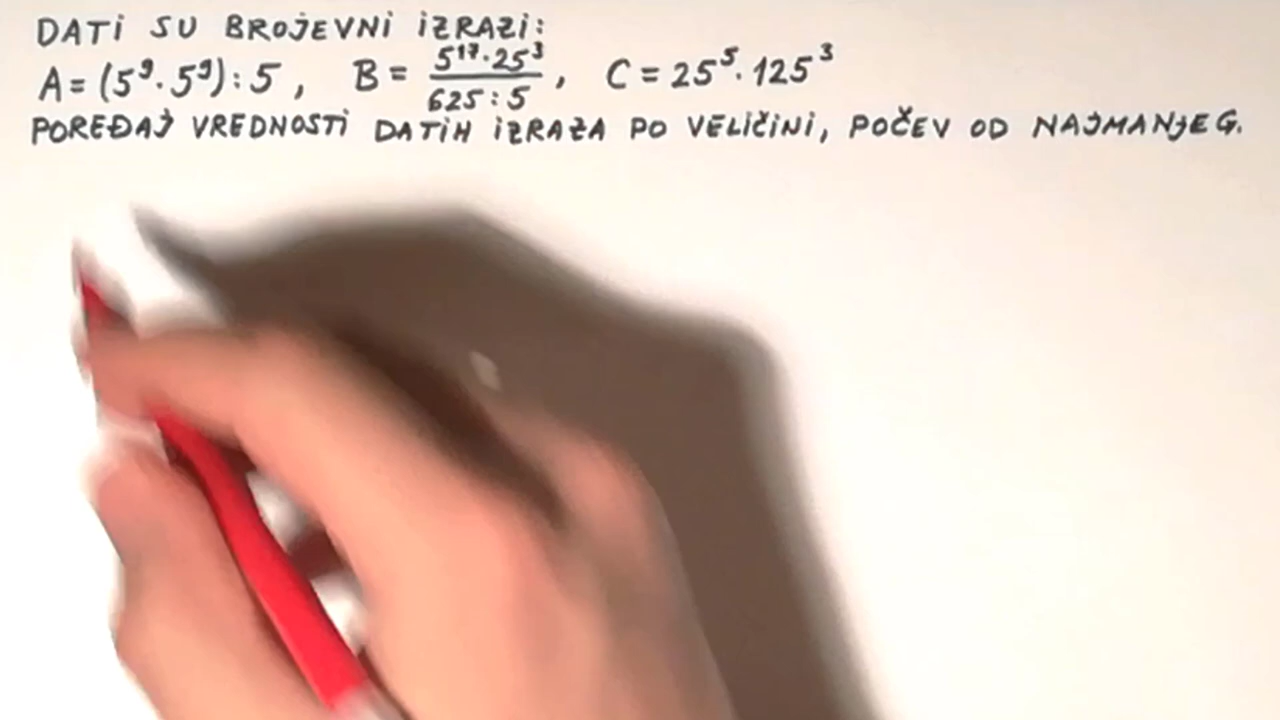 DATI SU BROJEVNI IZRAZI:
A = (5⁹ · 5⁹) : 5 , B = (5¹⁷ · 25³) / (625 : 5) , C = 25⁵ · 125³
POREĐAJ VREDNOSTI DATIH IZRAZA PO VELIČINI, POČEV OD NAJMANJEG.